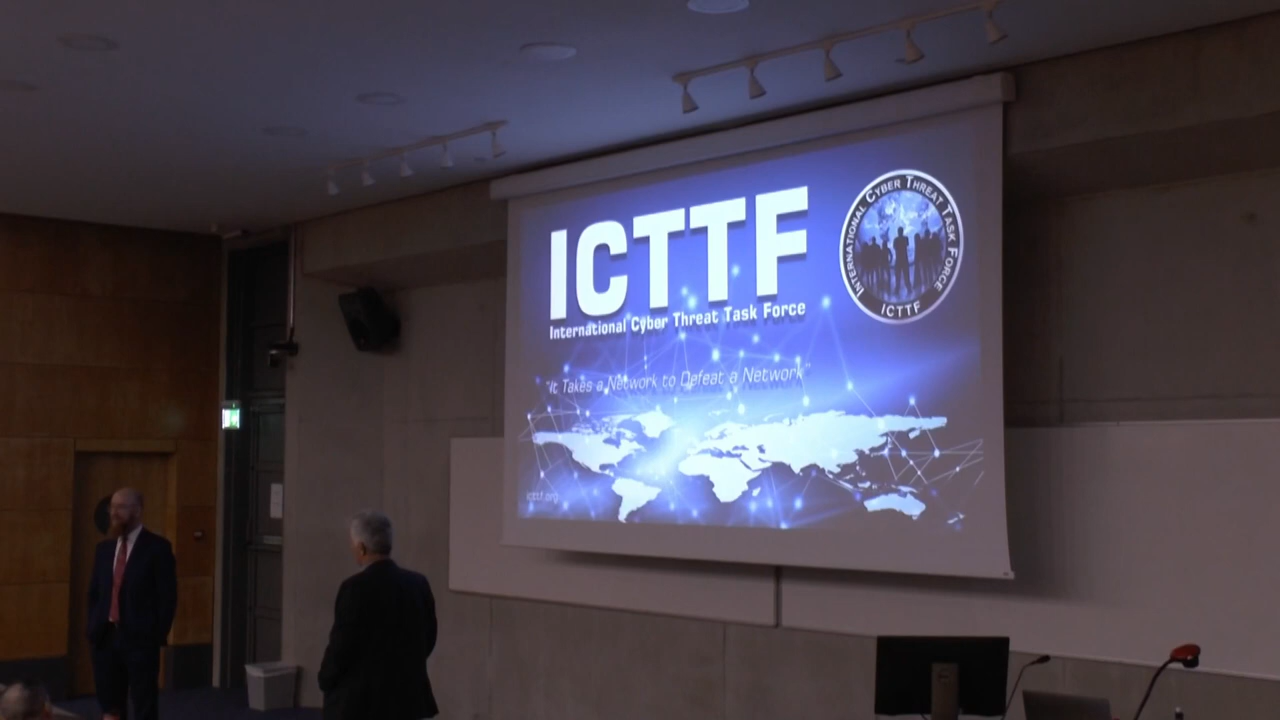 ICTTF
International Cyber Threat Task Force
"It Takes a Network to Defeat a Network"
icttf.org
INTERNATIONAL CYBER THREAT TASK FORCE
ICTTF